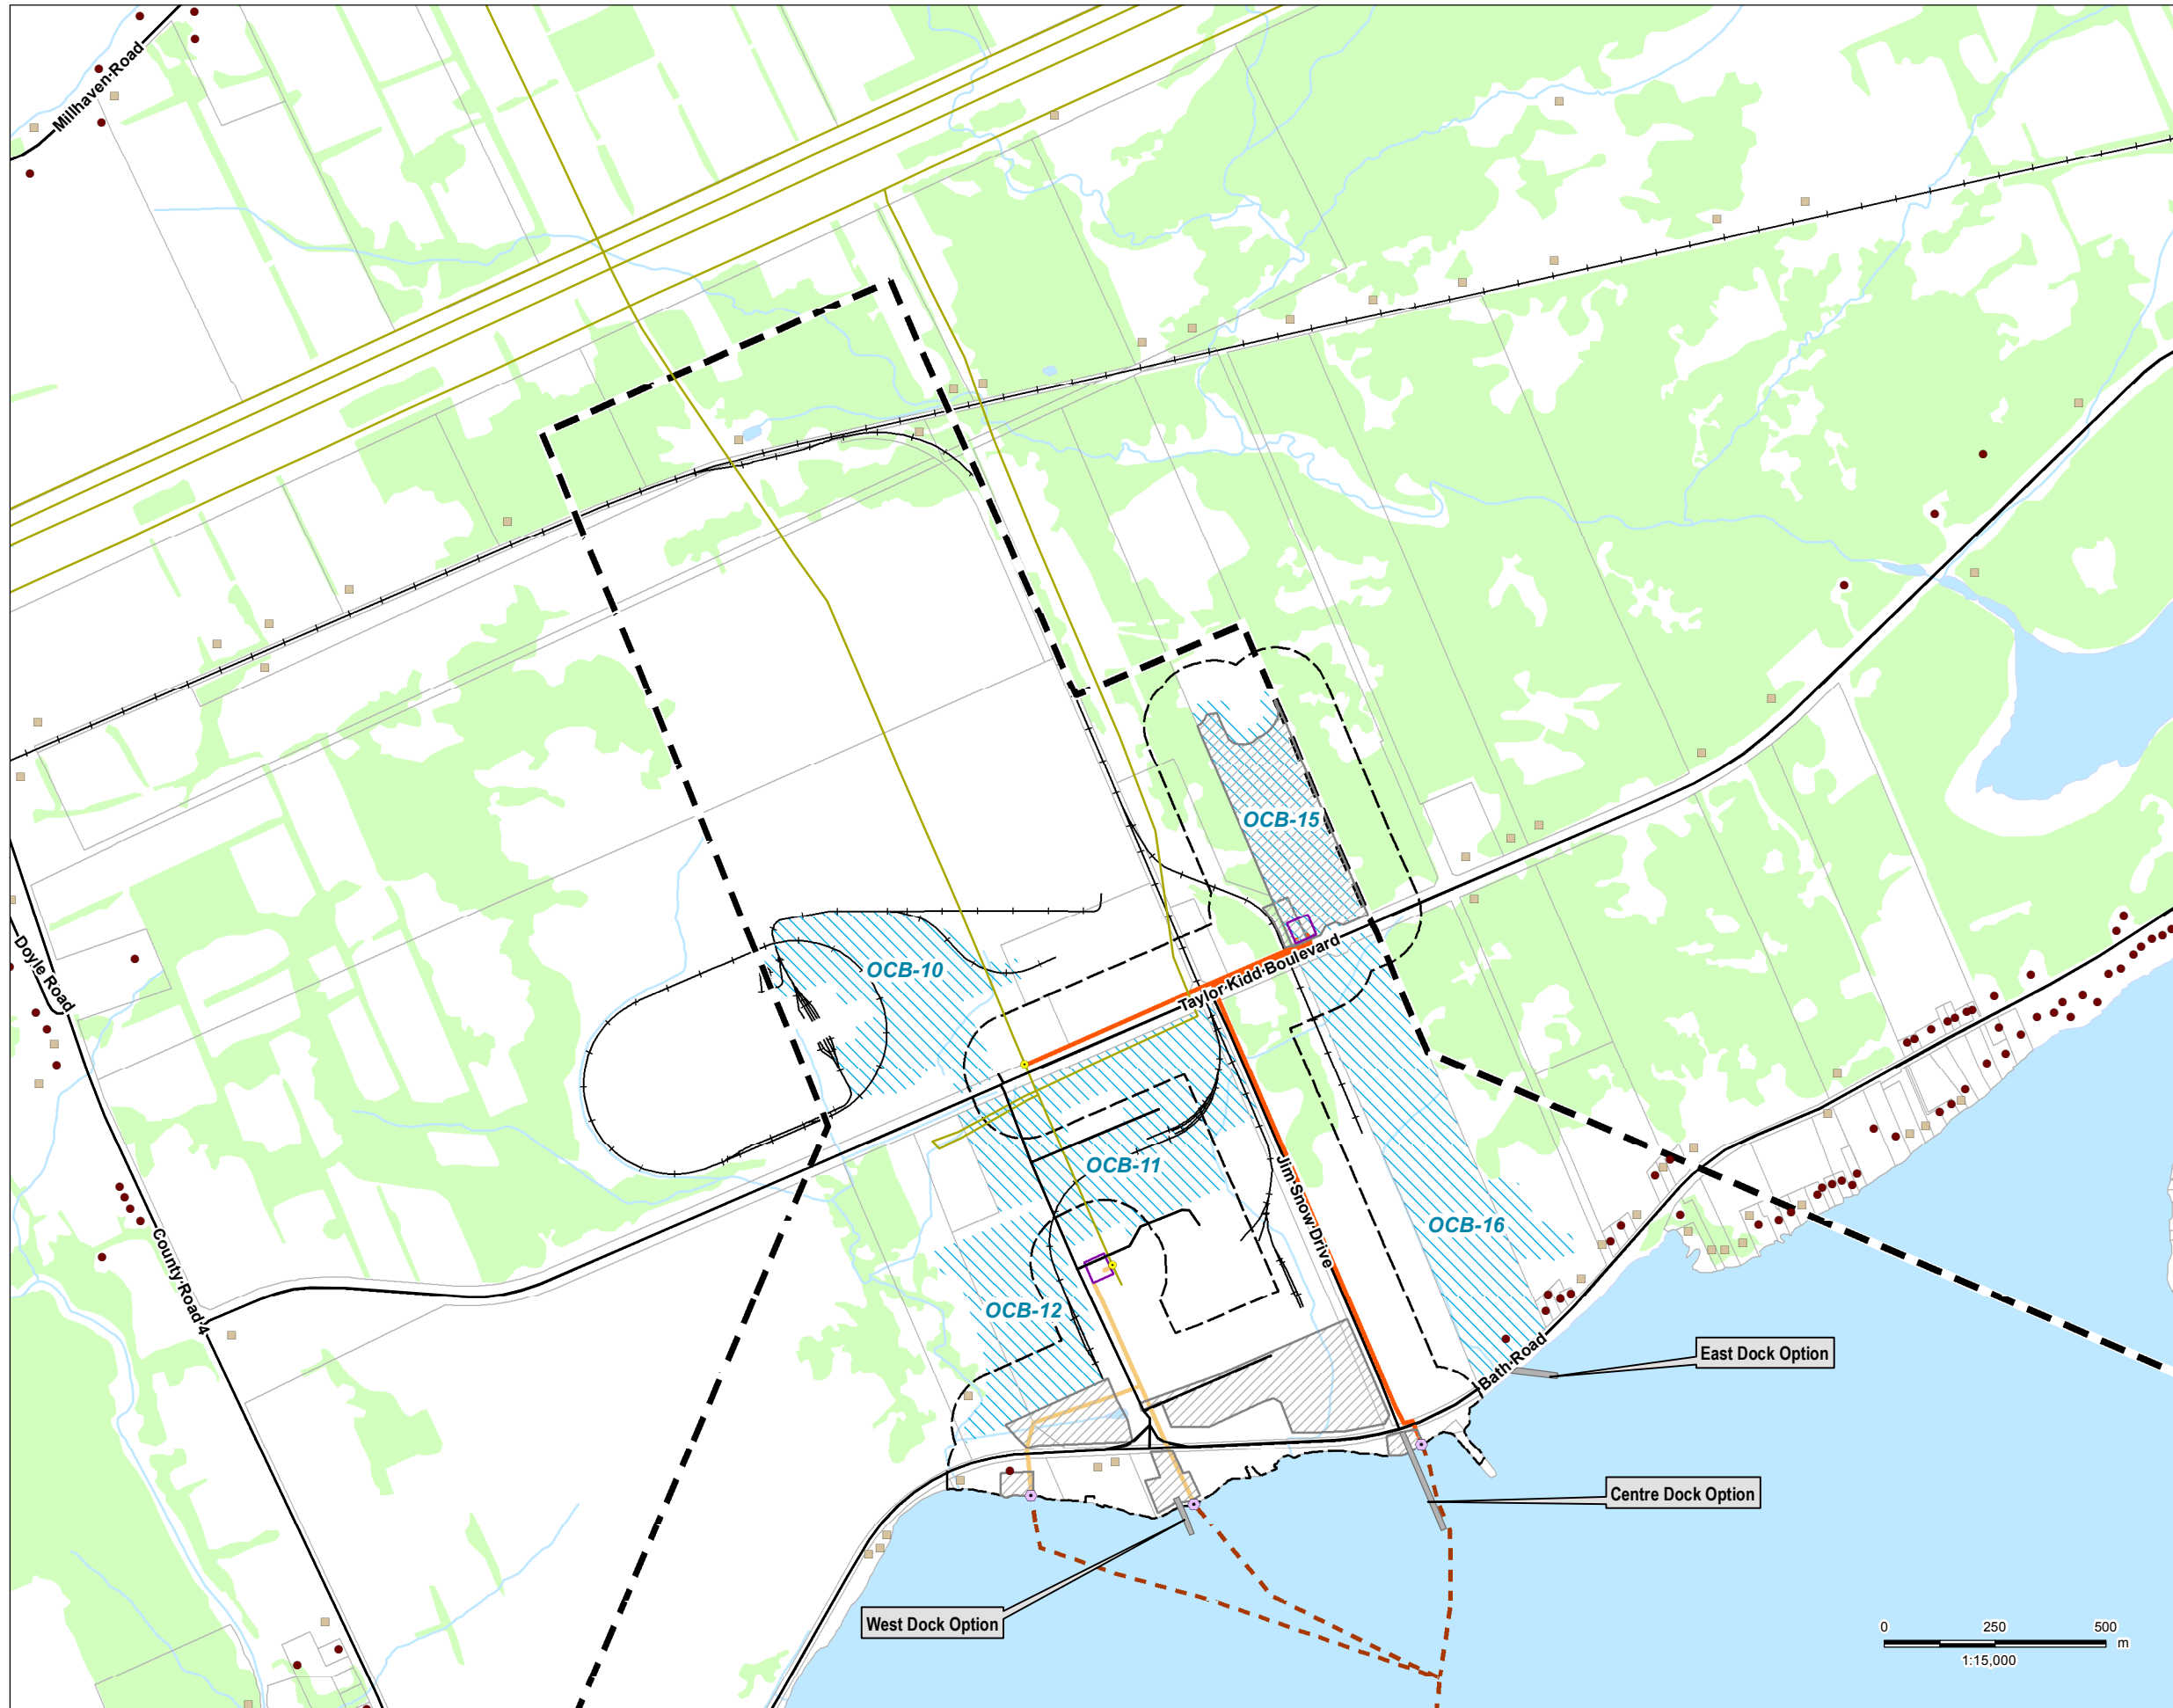 Millhaven Road
OCB-15
Doyle Road
OCB-10
Taylor Kidd Boulevard
OCB-11
Jim Snow Drive
OCB-16
County Road 4
OCB-12
East Dock Option
Bath Road
Centre Dock Option
West Dock Option
0 250 500
m
1:15,000